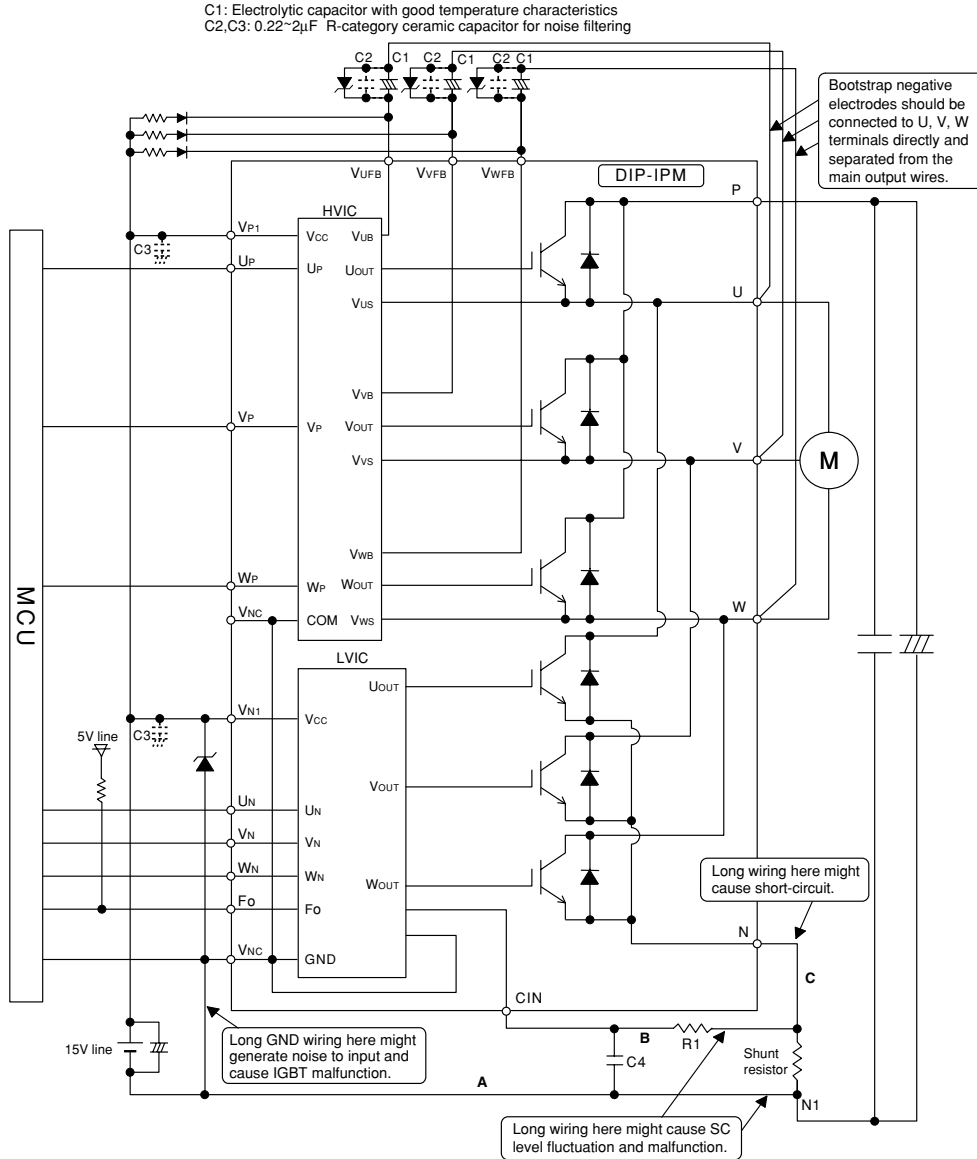 C1: Electrolytic capacitor with good temperature characteristics
C2,C3: 0.22~2µF R-category ceramic capacitor for noise filtering
C2 C1 C2 C1 C2 C1
Bootstrap negative
electrodes should be
connected to U, V, W
terminals directly and
separated from the
main output wires.
VUFB VVFB VWFB
DIP-IPM
P
HVIC
VP1
C3
VCC
VUB
UP
UP
UOUT
VUS
U
VVB
VP
VP
VOUT
VVS
V
M
VWB
WP
WP
WOUT
VNC
COM
VWS
W
MCU
LVIC
UOUT
VN1
VCC
C3
5V line
VOUT
UN
UN
VN
VN
WN
WN
WOUT
FO
FO
Long wiring here might
cause short-circuit.
N
VNC
GND
C
CIN
15V line
Long GND wiring here might
generate noise to input and
cause IGBT malfunction.
B
R1
C4
Shunt
resistor
A
N1
Long wiring here might cause SC
level fluctuation and malfunction.